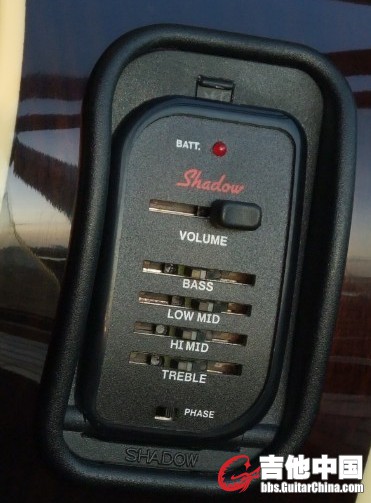 BATT.
Shadow
VOLUME
BASS
LOW MID
HI MID
TREBLE
PHASE
SHADOW
吉他中国
bbs.GuitarChina.com